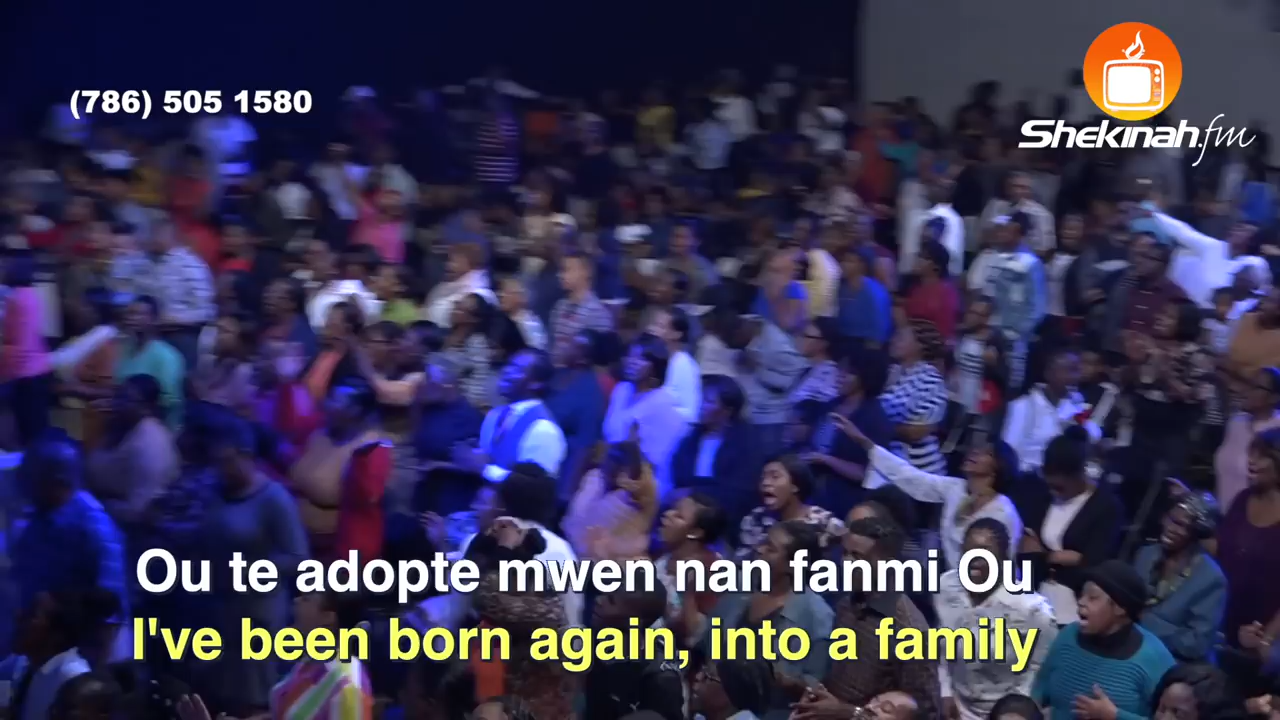 (786) 505 1580
Shekinah.fm
Ou te adopte mwen nan fanmi Ou
I've been born again, into a family